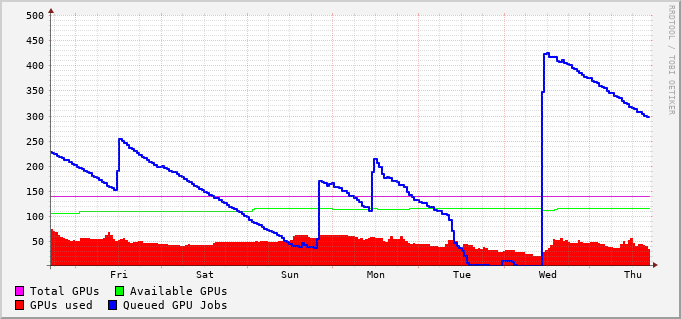 500
450
400
350
300
250
200
150
100
50
Fri Sat Sun Mon Tue Wed Thu
Total GPUs Available GPUs
GPUs used Queued GPU Jobs
RRDTOOL / TOBI OETIKER